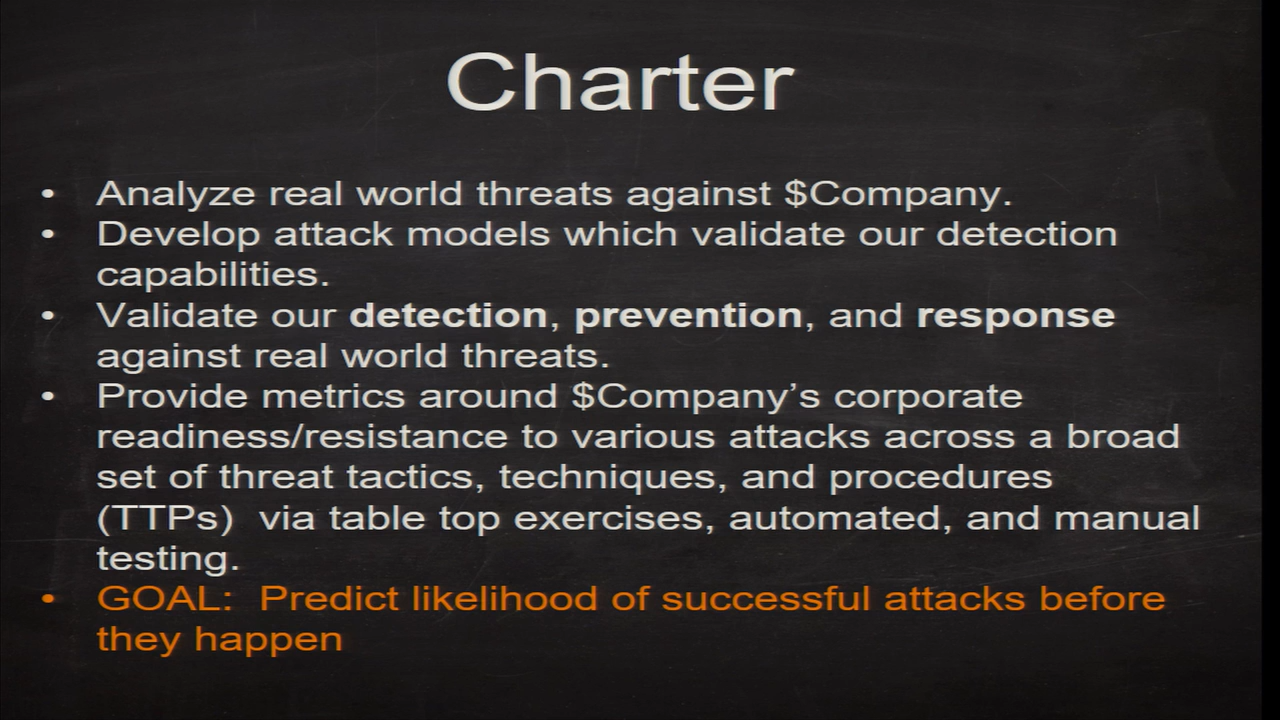 Charter
• Analyze real world threats against $Company.
• Develop attack models which validate our detection
capabilities.
• Validate our detection, prevention, and response
against real world threats.
• Provide metrics around $Company’s corporate
readiness/resistance to various attacks across a broad
set of threat tactics, techniques, and procedures
(TTPs)  via table top exercises, automated, and manual
testing.
• GOAL:  Predict likelihood of successful attacks before
they happen